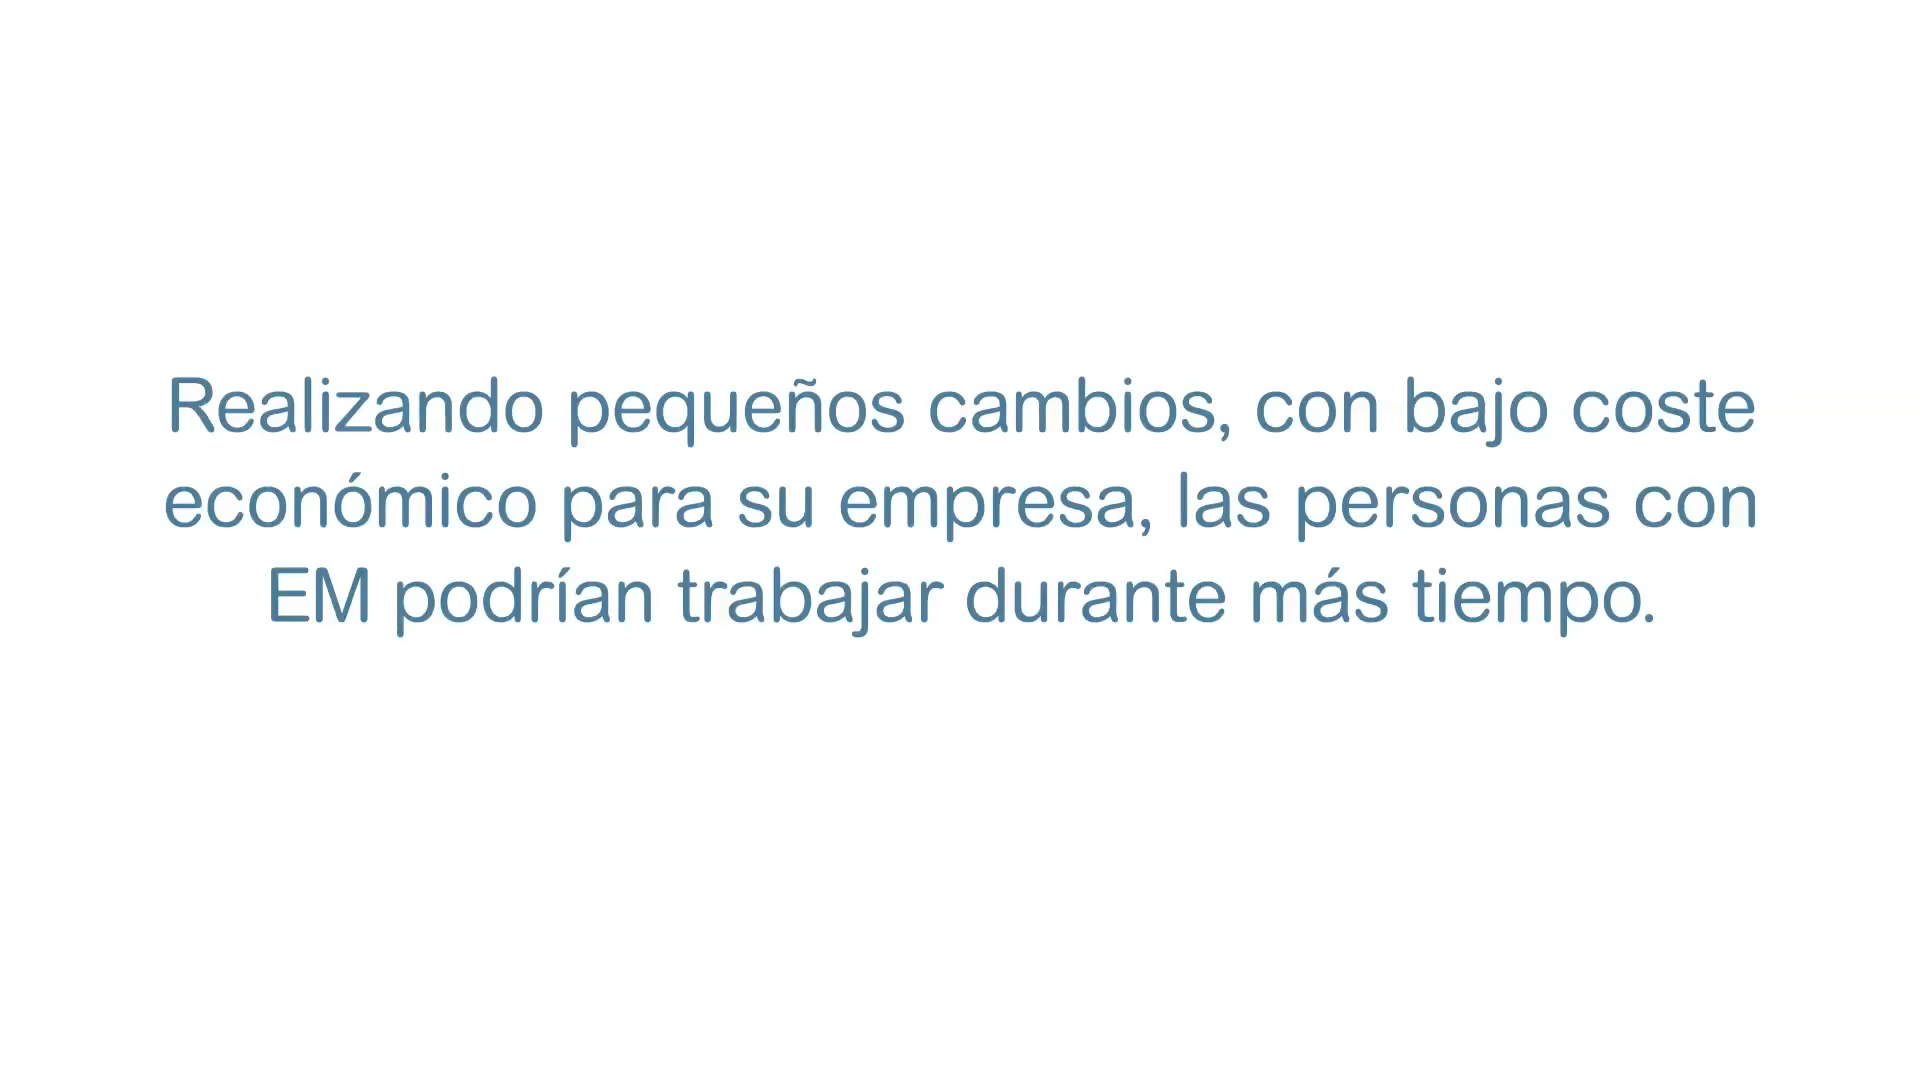 Realizando pequeños cambios, con bajo coste
económico para su empresa, las personas con
EM podrían trabajar durante más tiempo.